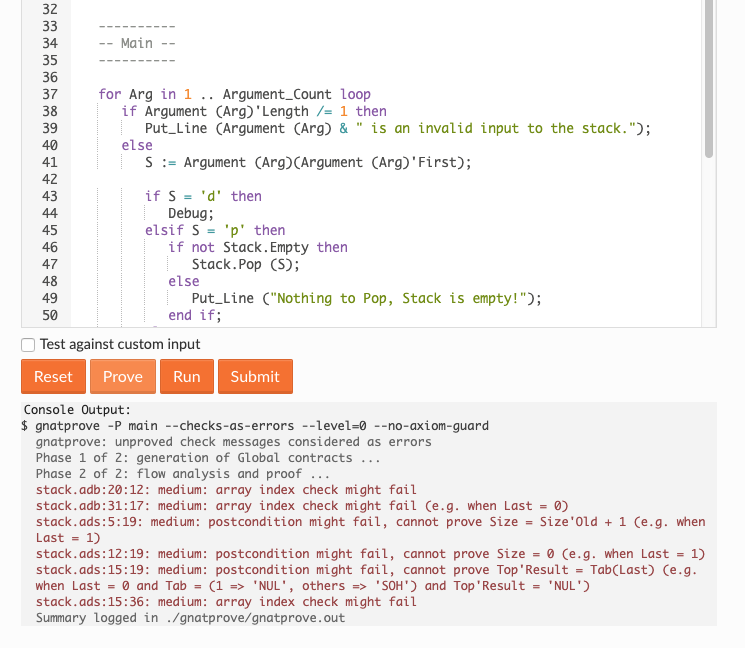 32
33 ----------
34 -- Main --
35 ----------
36
37 for Arg in 1 .. Argument_Count loop
38 if Argument (Arg)'Length /= 1 then
39 Put_Line (Argument (Arg) & " is an invalid input to the stack.");
40 else
41 S := Argument (Arg)(Argument (Arg)'First);
42
43 if S = 'd' then
44 Debug;
45 elsif S = 'p' then
46 if not Stack.Empty then
47 Stack.Pop (S);
48 else
49 Put_Line ("Nothing to Pop, Stack is empty!");
50 end if;
Test against custom input
Reset Prove Run Submit
Console Output:
$ gnatprove -P main --checks-as-errors --level=0 --no-axiom-guard
gnatprove: unproved check messages considered as errors
Phase 1 of 2: generation of Global contracts ...
Phase 2 of 2: flow analysis and proof ...
stack.adb:20:12: medium: array index check might fail
stack.adb:31:17: medium: array index check might fail (e.g. when Last = 0)
stack.ads:5:19: medium: postcondition might fail, cannot prove Size = Size'Old + 1 (e.g. when
Last = 1)
stack.ads:12:19: medium: postcondition might fail, cannot prove Size = 0 (e.g. when Last = 1)
stack.ads:15:19: medium: postcondition might fail, cannot prove Top'Result = Tab(Last) (e.g.
when Last = 0 and Tab = (1 => 'NUL', others => 'SOH') and Top'Result = 'NUL')
stack.ads:15:36: medium: array index check might fail
Summary logged in ./gnatprove/gnatprove.out